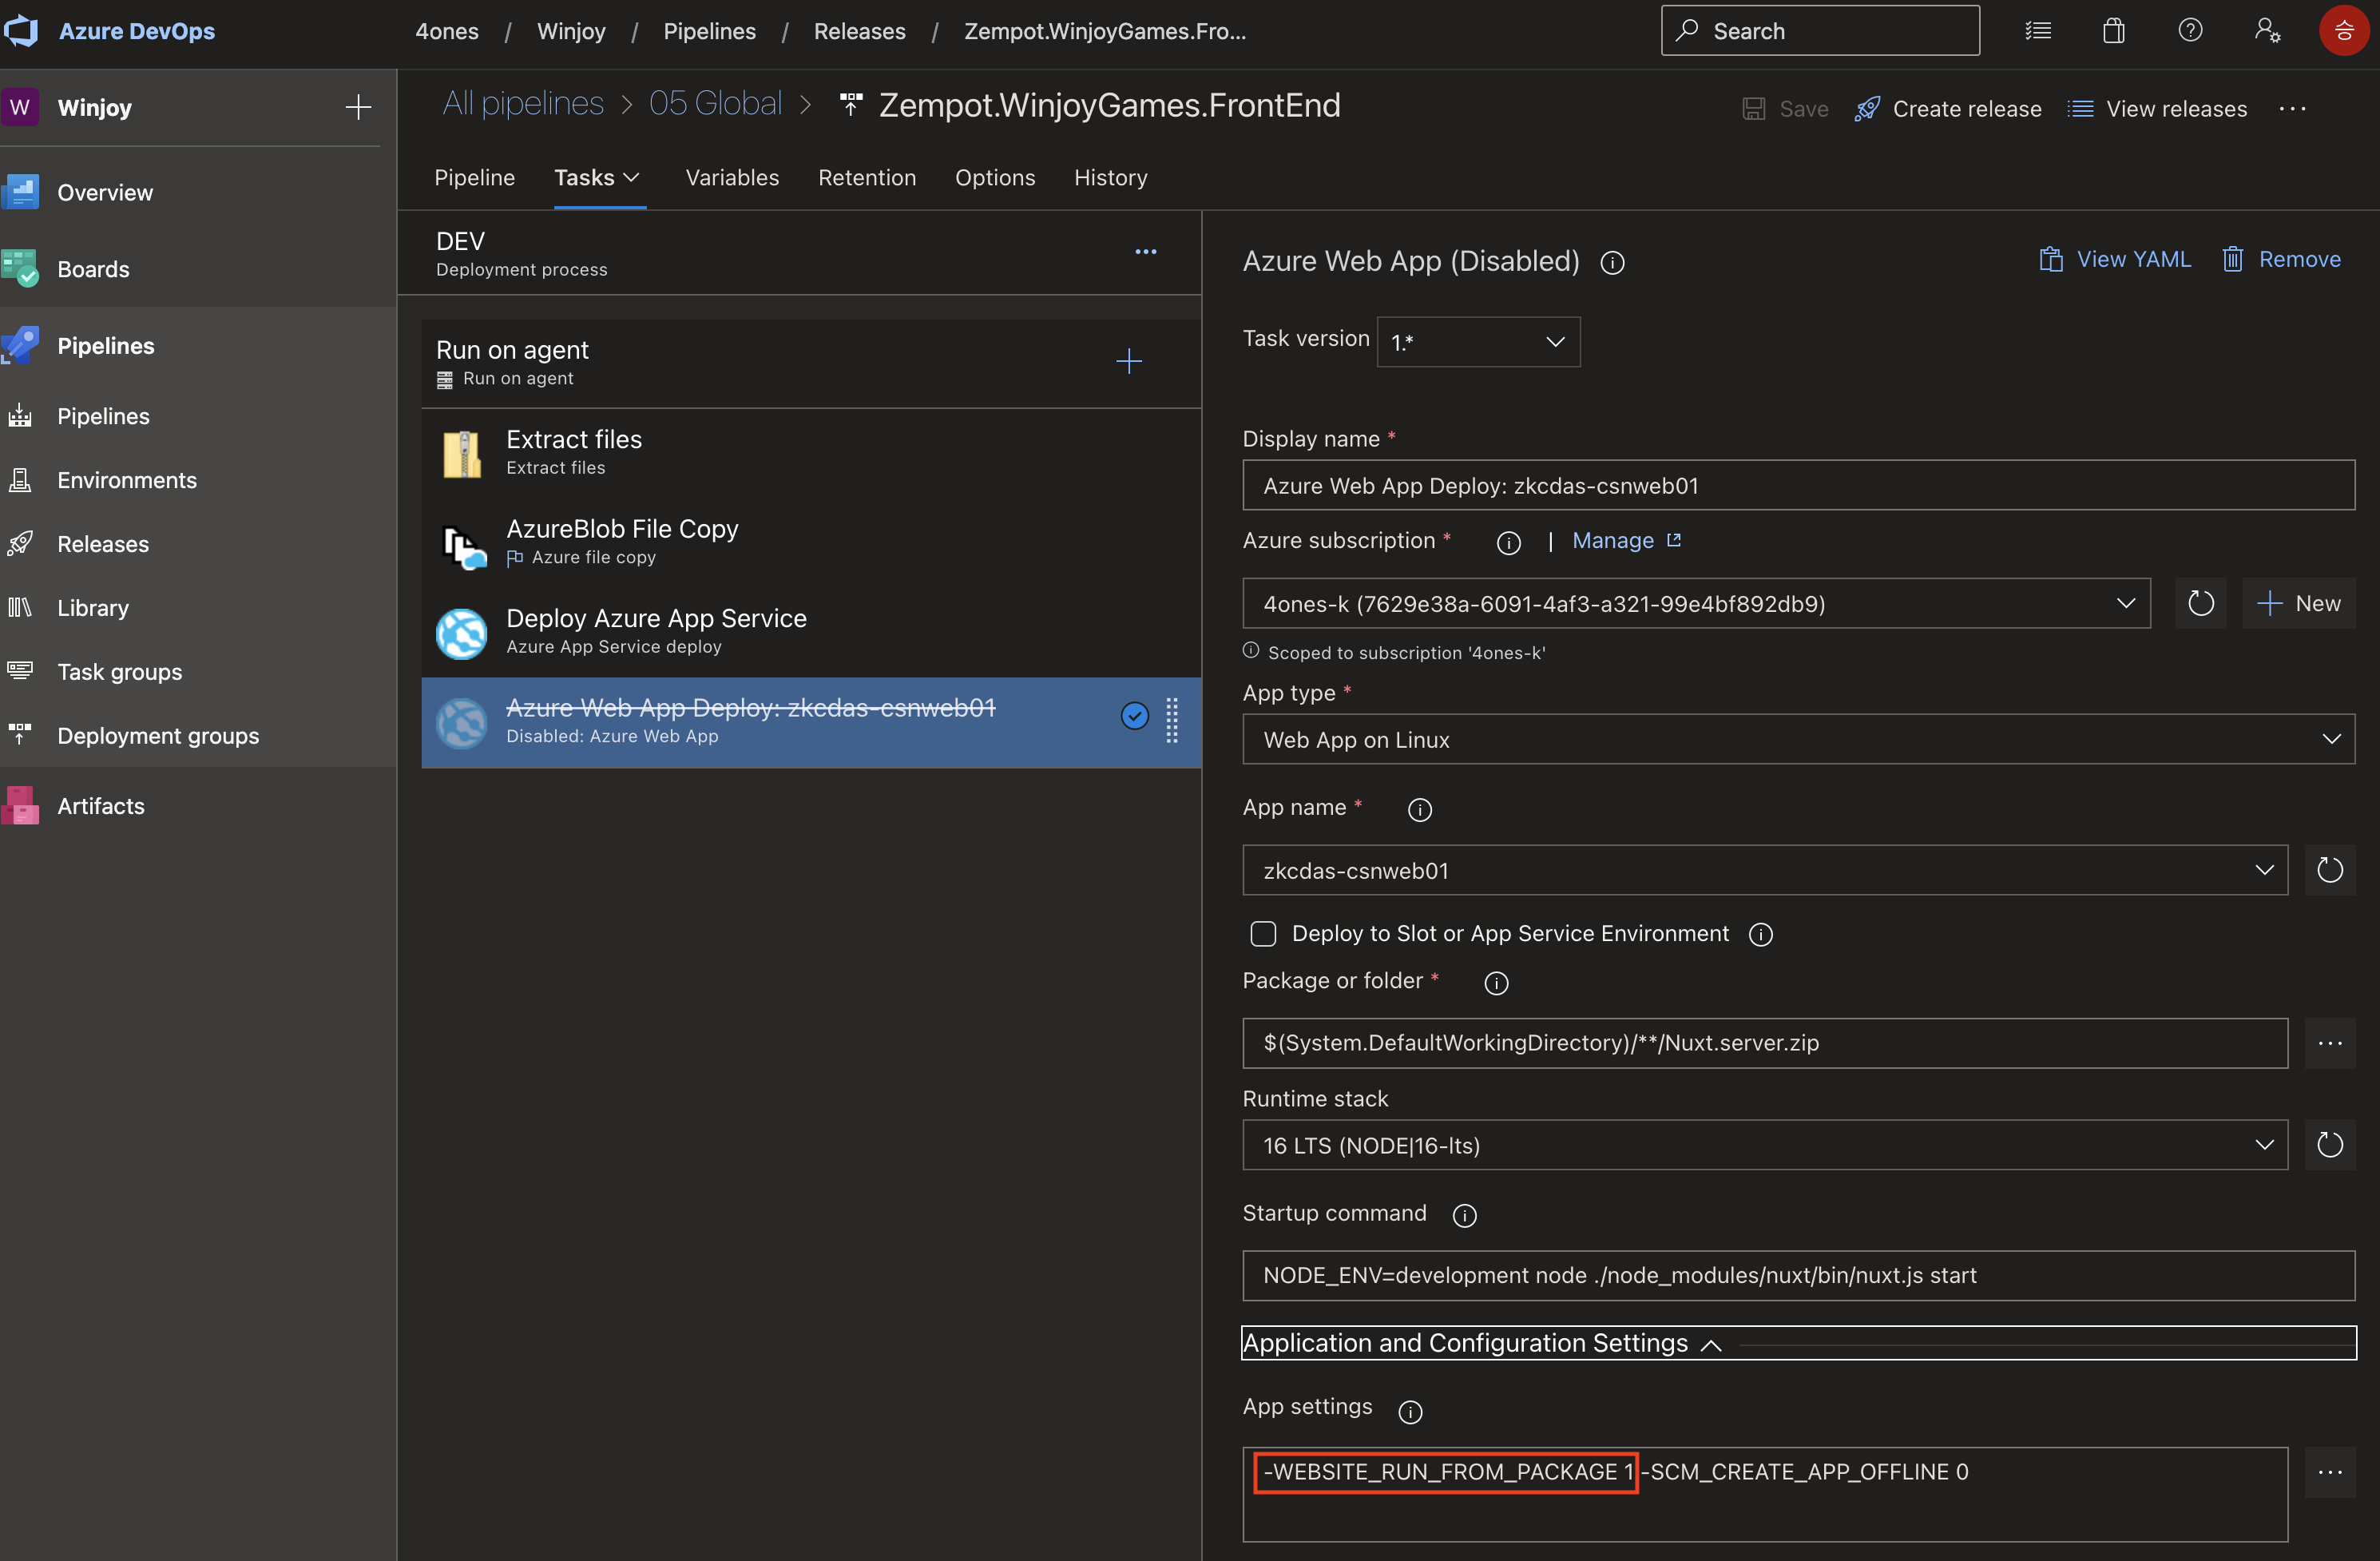 Azure DevOps
4ones / Winjoy / Pipelines / Releases / Zempot.WinjoyGames.Fro...
Search
승
W Winjoy
Overview
Boards
Pipelines
Pipelines
Environments
Releases
Library
Task groups
Deployment groups
Artifacts
All pipelines > 05 Global > Zempot.WinjoyGames.FrontEnd
Save
Create release
View releases
Pipeline
Tasks
Variables
Retention
Options
History
DEV
Deployment process
Run on agent
Run on agent
Extract files
Extract files
AzureBlob File Copy
Azure file copy
Deploy Azure App Service
Azure App Service deploy
Azure Web App Deploy: zkcdas-csnweb01
Disabled: Azure Web App
Azure Web App (Disabled)
View YAML
Remove
Task version 1.*
Display name *
Azure Web App Deploy: zkcdas-csnweb01
Azure subscription * | Manage
4ones-k (7629e38a-6091-4af3-a321-99e4bf892db9)
New
Scoped to subscription '4ones-k'
App type *
Web App on Linux
App name *
zkcdas-csnweb01
Deploy to Slot or App Service Environment
Package or folder *
$(System.DefaultWorkingDirectory)/**/Nuxt.server.zip
Runtime stack
16 LTS (NODE|16-lts)
Startup command
NODE_ENV=development node ./node_modules/nuxt/bin/nuxt.js start
Application and Configuration Settings
App settings
-WEBSITE_RUN_FROM_PACKAGE 1 -SCM_CREATE_APP_OFFLINE 0